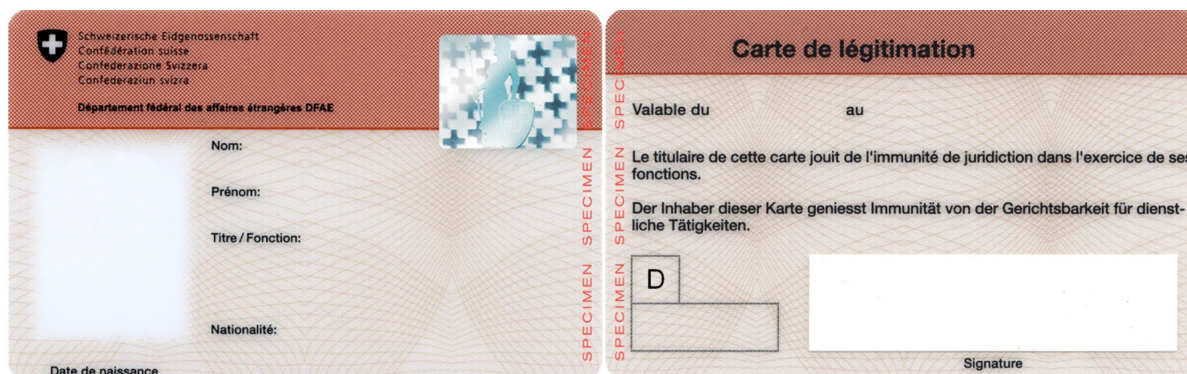 Schweizerische Eidgenossenschaft
Confédération suisse
Confederazione Svizzera
Confederaziun svizra
Département fédéral des affaires étrangères DFAE
Nom:
Prénom:
Titre / Fonction:
Nationalité:
Date de naissance
SPECIMEN SPECIMEN SPECIMEN
Carte de légitimation
Valable du au
Le titulaire de cette carte jouit de l'immunité de juridiction dans l'exercice de ses
fonctions.
Der Inhaber dieser Karte geniesst Immunität von der Gerichtsbarkeit für dienst-
liche Tätigkeiten.
D
Signature
SPECIMEN SPECIMEN SPECIMEN